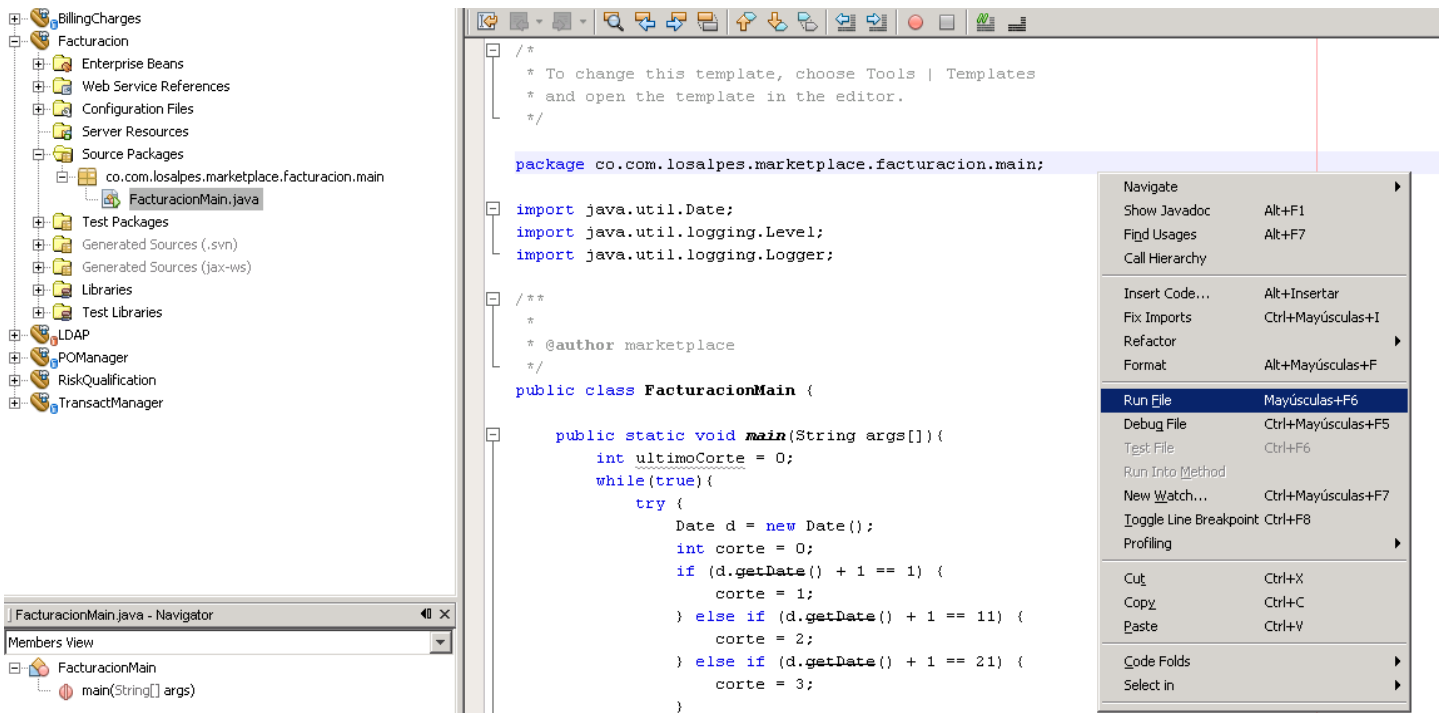 BillingCharges
Facturacion
Enterprise Beans
Web Service References
Configuration Files
Server Resources
Source Packages
co.com.losalpes.marketplace.facturacion.main
FacturacionMain.java
Test Packages
Generated Sources (.svn)
Generated Sources (jax-ws)
Libraries
Test Libraries
LDAP
POManager
RiskQualification
TransactManager
FacturacionMain.java - Navigator
Members View
FacturacionMain
main(String[] args)
/*
* To change this template, choose Tools | Templates
* and open the template in the editor.
*/
package co.com.losalpes.marketplace.facturacion.main;
import java.util.Date;
import java.util.logging.Level;
import java.util.logging.Logger;
/**
*
* @author marketplace
*/
public class FacturacionMain {
public static void main(String args[]){
int ultimoCorte = 0;
while(true){
try {
Date d = new Date();
int corte = 0;
if (d.getDate() + 1 == 1) {
corte = 1;
} else if (d.getDate() + 1 == 11) {
corte = 2;
} else if (d.getDate() + 1 == 21) {
corte = 3;
}
Navigate
Show Javadoc Alt+F1
Find Usages Alt+F7
Call Hierarchy
Insert Code... Alt+Insertar
Fix Imports Ctrl+Mayúsculas+I
Refactor
Format Alt+Mayúsculas+F
Run File Mayúsculas+F6
Debug File Ctrl+Mayúsculas+F5
Test File Ctrl+F6
Run Into Method
New Watch... Ctrl+Mayúsculas+F7
Toggle Line Breakpoint Ctrl+F8
Profiling
Cut Ctrl+X
Copy Ctrl+C
Paste Ctrl+V
Code Folds
Select in